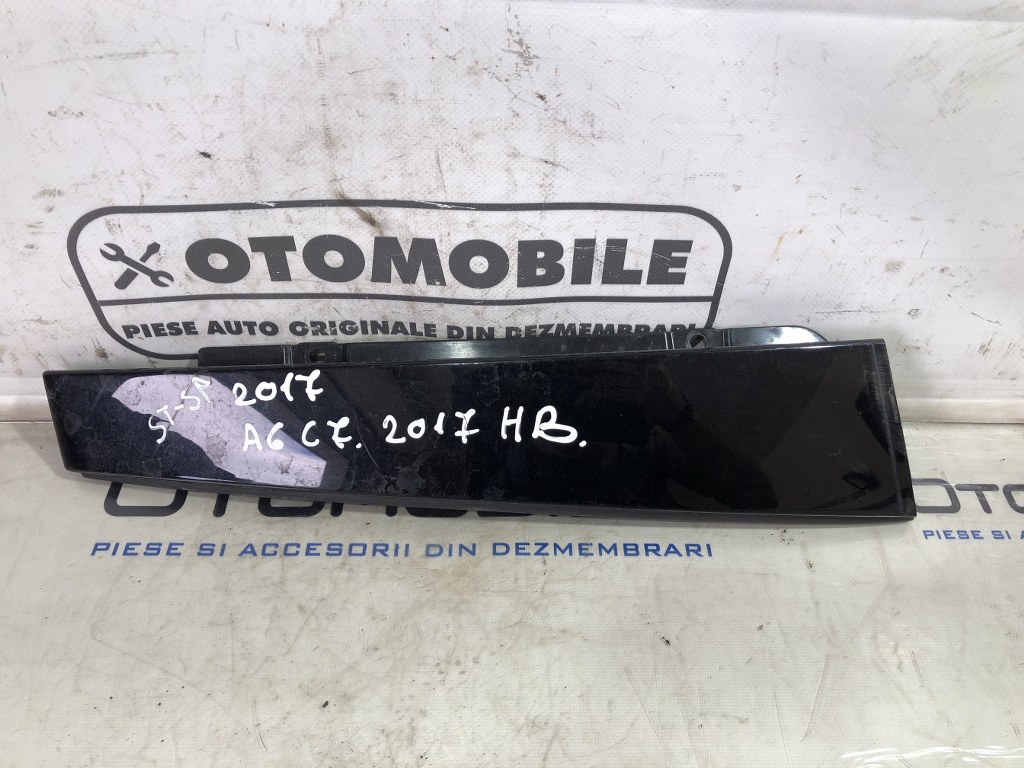 OTOMOBILE
PIESE AUTO ORIGINALE DIN DEZMEMBRARI
ST-SP 2017
A6 C7. 2017 HB.
PIESE SI ACCESORII DIN DEZMEMBRARI
PIESE SI A